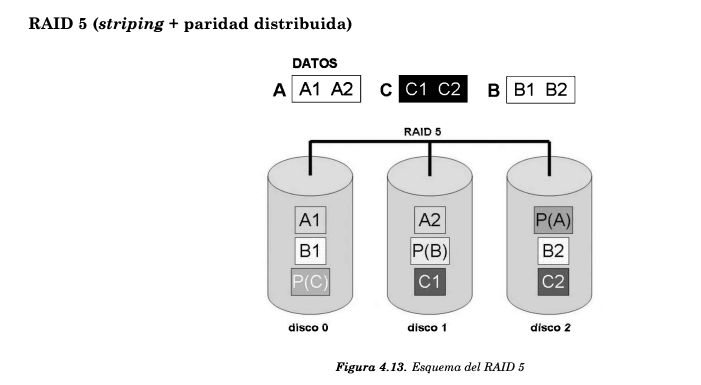 RAID 5 (striping + paridad distribuida)
DATOS
A A1 A2 C C1 C2 B B1 B2
RAID 5
A1 A2 P(A)
B1 P(B) B2
P(C) C1 C2
disco 0 disco 1 disco 2
Figura 4.13. Esquema del RAID 5